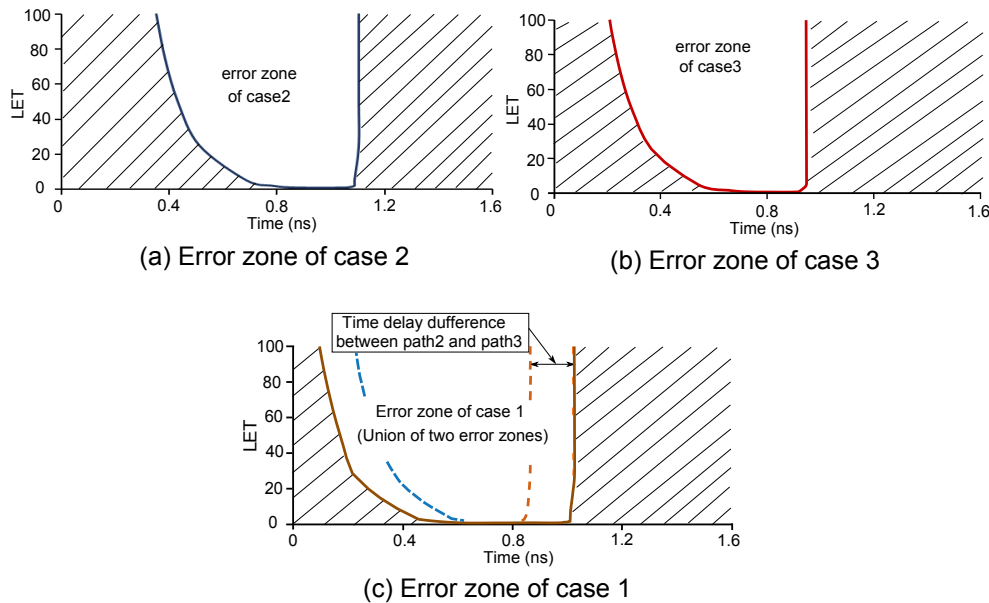 100
80
60
40
20
0
LET
error zone
of case2
0
0.4
0.8
1.2
1.6
Time (ns)
(a) Error zone of case 2
100
80
60
40
20
0
LET
error zone
of case3
0
0.4
0.8
1.2
1.6
Time (ns)
(b) Error zone of case 3
Time delay dufference
between path2 and path3
100
80
60
40
20
0
LET
Error zone of case 1
(Union of two error zones)
0
0.4
0.8
1.2
1.6
Time (ns)
(c) Error zone of case 1